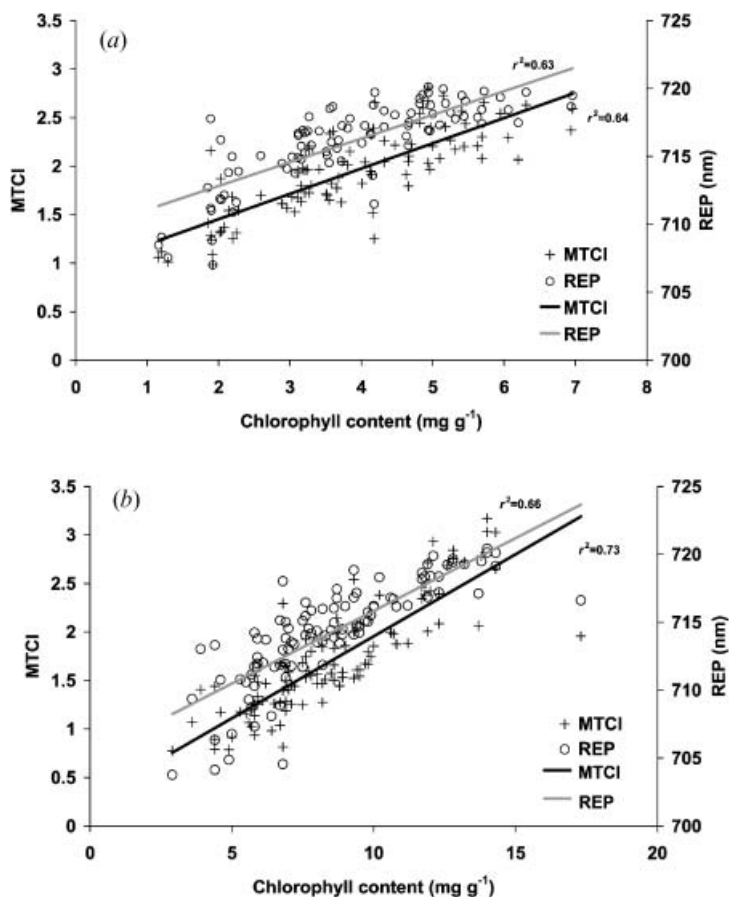 (a)
r²=0.63
r²=0.64
3.5
3
2.5
2
1.5
1
0.5
0
MTCI
725
720
715
710
705
700
REP (nm)
MTCI
REP
MTCI
REP
0 1 2 3 4 5 6 7 8
Chlorophyll content (mg g⁻¹)
(b)
r²=0.66
r²=0.73
3.5
3
2.5
2
1.5
1
0.5
0
MTCI
725
720
715
710
705
700
REP (nm)
MTCI
REP
MTCI
REP
0 5 10 15 20
Chlorophyll content (mg g⁻¹)